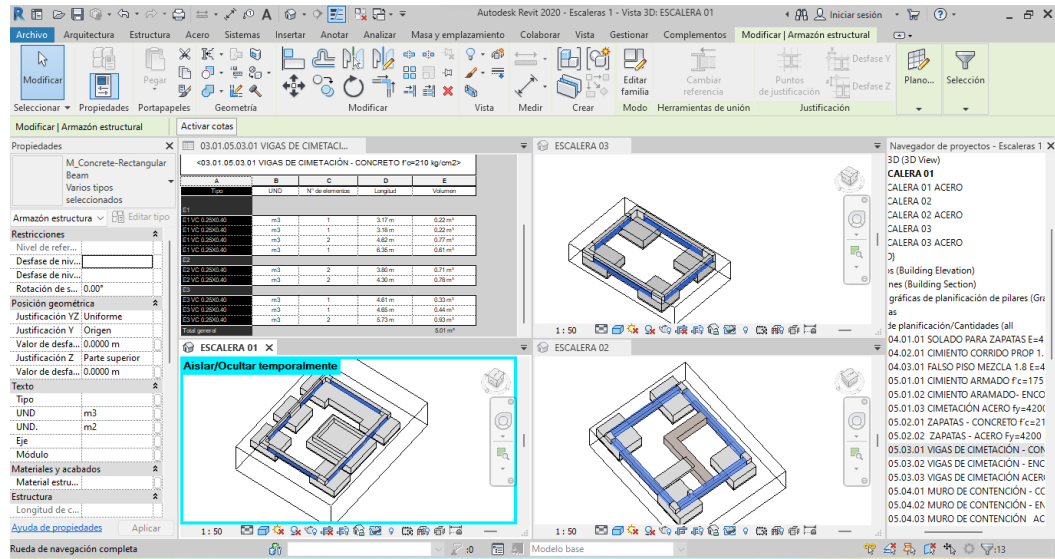 Autodesk Revit 2020 - Escaleras 1 - Vista 3D: ESCALERA 01
Iniciar sesión
Archivo Arquitectura Estructura Acero Sistemas Insertar Anotar Analizar Masa y emplazamiento Colaborar Vista Gestionar Complementos Modificar | Armazón estructural
Modificar
Pegar
Editar familia
Cambiar referencia
Puntos de justificación
Desfase Y
Desfase Z
Plano...
Selección
Seleccionar Propiedades Portapapeles Geometría Modificar Vista Medir Crear Modo Herramientas de unión Justificación
Modificar | Armazón estructural
Activar cotas
Propiedades
M_Concrete-Rectangular
Beam
Varios tipos
seleccionados
Armazón estructura
Editar tipo
Restricciones
Nivel de refer...
Desfase de niv...
Desfase de niv...
Rotación de s... 0.00°
Posición geométrica
Justificación YZ Uniforme
Justificación Y Origen
Valor de desfa... 0.0000 m
Justificación Z Parte superior
Valor de desfa... 0.0000 m
Texto
Tipo
UND m3
UND. m2
Eje
Módulo
Materiales y acabados
Material estru...
Estructura
Longitud de c...
Ayuda de propiedades
Aplicar
03.01.05.03.01 VIGAS DE CIMETACI...
<03.01.05.03.01 VIGAS DE CIMETACIÓN - CONCRETO f'c=210 kg/cm2>
A B C D E
Tipo UND N° de elementos Longitud Volumen
E1
E1 VC 0.25X0.40 m3 1 3.17 m 0.22 m³
E1 VC 0.25X0.40 m3 1 3.18 m 0.22 m³
E1 VC 0.25X0.40 m3 2 4.62 m 0.77 m³
E1 VC 0.25X0.40 m3 1 6.35 m 0.61 m³
E2
E2 VC 0.25X0.40 m3 2 3.80 m 0.71 m³
E2 VC 0.25X0.40 m3 2 4.30 m 0.78 m³
E3
E3 VC 0.25X0.40 m3 1 4.61 m 0.33 m³
E3 VC 0.25X0.40 m3 1 4.65 m 0.44 m³
E3 VC 0.25X0.40 m3 2 5.73 m 0.93 m³
Total general 5.01 m³
ESCALERA 03
1 : 50
ESCALERA 01
Aislar/Ocultar temporalmente
1 : 50
ESCALERA 02
1 : 50
Navegador de proyectos - Escaleras 1
3D (3D View)
CALERA 01
CALERA 01 ACERO
CALERA 02
CALERA 02 ACERO
CALERA 03
CALERA 03 ACERO
D)
s (Building Elevation)
nes (Building Section)
gráficas de planificación de pilares (Gra
as
de planificación/Cantidades (all
04.01.01 SOLADO PARA ZAPATAS E=4
04.02.01 CIMIENTO CORRIDO PROP 1.
04.03.01 FALSO PISO MEZCLA 1.8 E=4
05.01.01 CIMIENTO ARMADO f'c=175
05.01.02 CIMIENTO ARAMADO- ENCO
05.01.03 CIMETACIÓN ACERO fy=4200
05.02.01 ZAPATAS - CONCRETO f'c=21
05.02.02 ZAPATAS - ACERO Fy=4200
05.03.01 VIGAS DE CIMETACIÓN - CON
05.03.02 VIGAS DE CIMETACIÓN - ENC
05.03.03 VIGAS DE CIMETACIÓN ACER
05.04.01 MURO DE CONTENCIÓN - CO
05.04.02 MURO DE CONTENCIÓN - EN
05.04.03 MURO DE CONTENCIÓN AC
Rueda de navegación completa
:0
Modelo base
:13